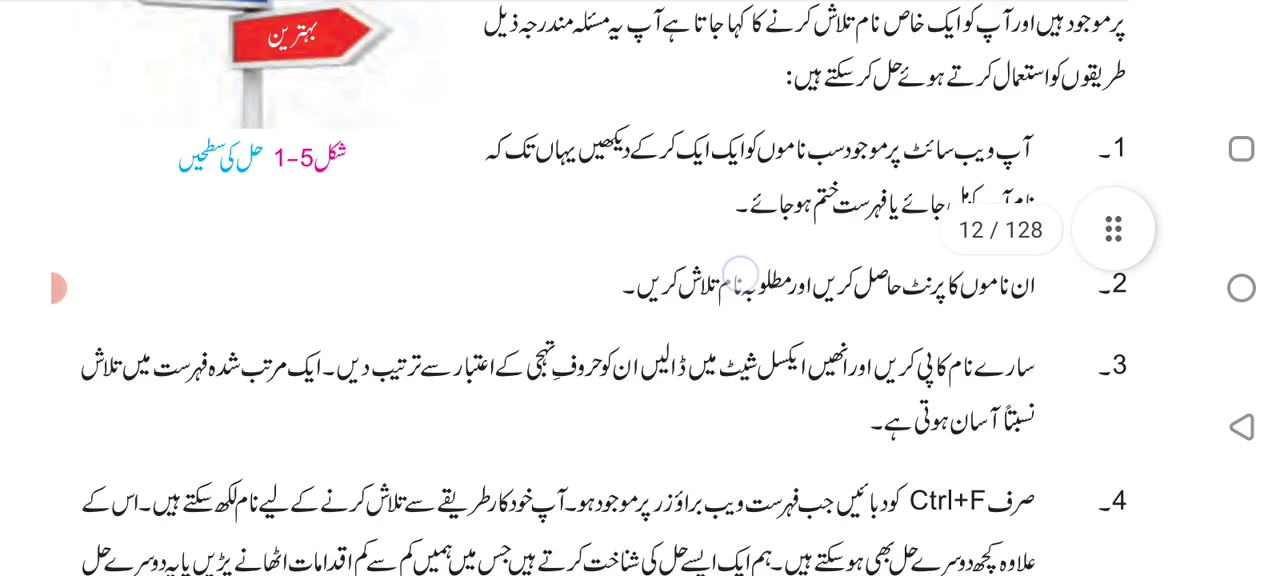 بہترین
پر موجود ہیں اور آپ کو ایک خاص نام تلاش کرنے کا کہا جاتا ہے آپ یہ مسئلہ مندرجہ ذیل
طریقوں کو استعمال کرتے ہوئے حل کر سکتے ہیں:
شکل 5-1 حل کی سطحیں
1۔ آپ ویب سائٹ پر موجود سب ناموں کو ایک ایک کر کے دیکھیں یہاں تک کہ
جائے یا فہرست ختم ہو جائے۔
12 / 128
2۔ ان ناموں کا پرنٹ حاصل کریں اور مطلوبہ نام تلاش کریں۔
3۔ سارے نام کاپی کریں اور انھیں ایکسل شیٹ میں ڈالیں ان کو حروفِ تہجی کے اعتبار سے ترتیب دیں۔ ایک مرتب شدہ فہرست میں تلاش
نسبتاً آسان ہوتی ہے۔
4۔ صرف Ctrl+F کو دبائیں جب فہرست ویب براؤزر پر موجود ہو۔ آپ خودکار طریقے سے تلاش کرنے کے لیے نام لکھ سکتے ہیں۔ اس کے
علاوہ کچھ دوسرے حل بھی ہو سکتے ہیں۔ ہم ایک ایسے حل کی شناخت کرتے ہیں جس میں ہمیں کم سے کم اقدامات اٹھانے پڑیں یا یہ دوسرے حل